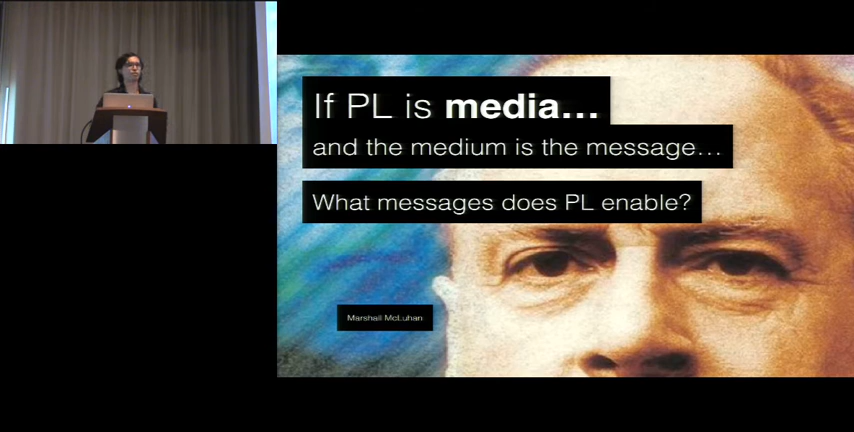 If PL is media...
and the medium is the message...
What messages does PL enable?
Marshall McLuhan